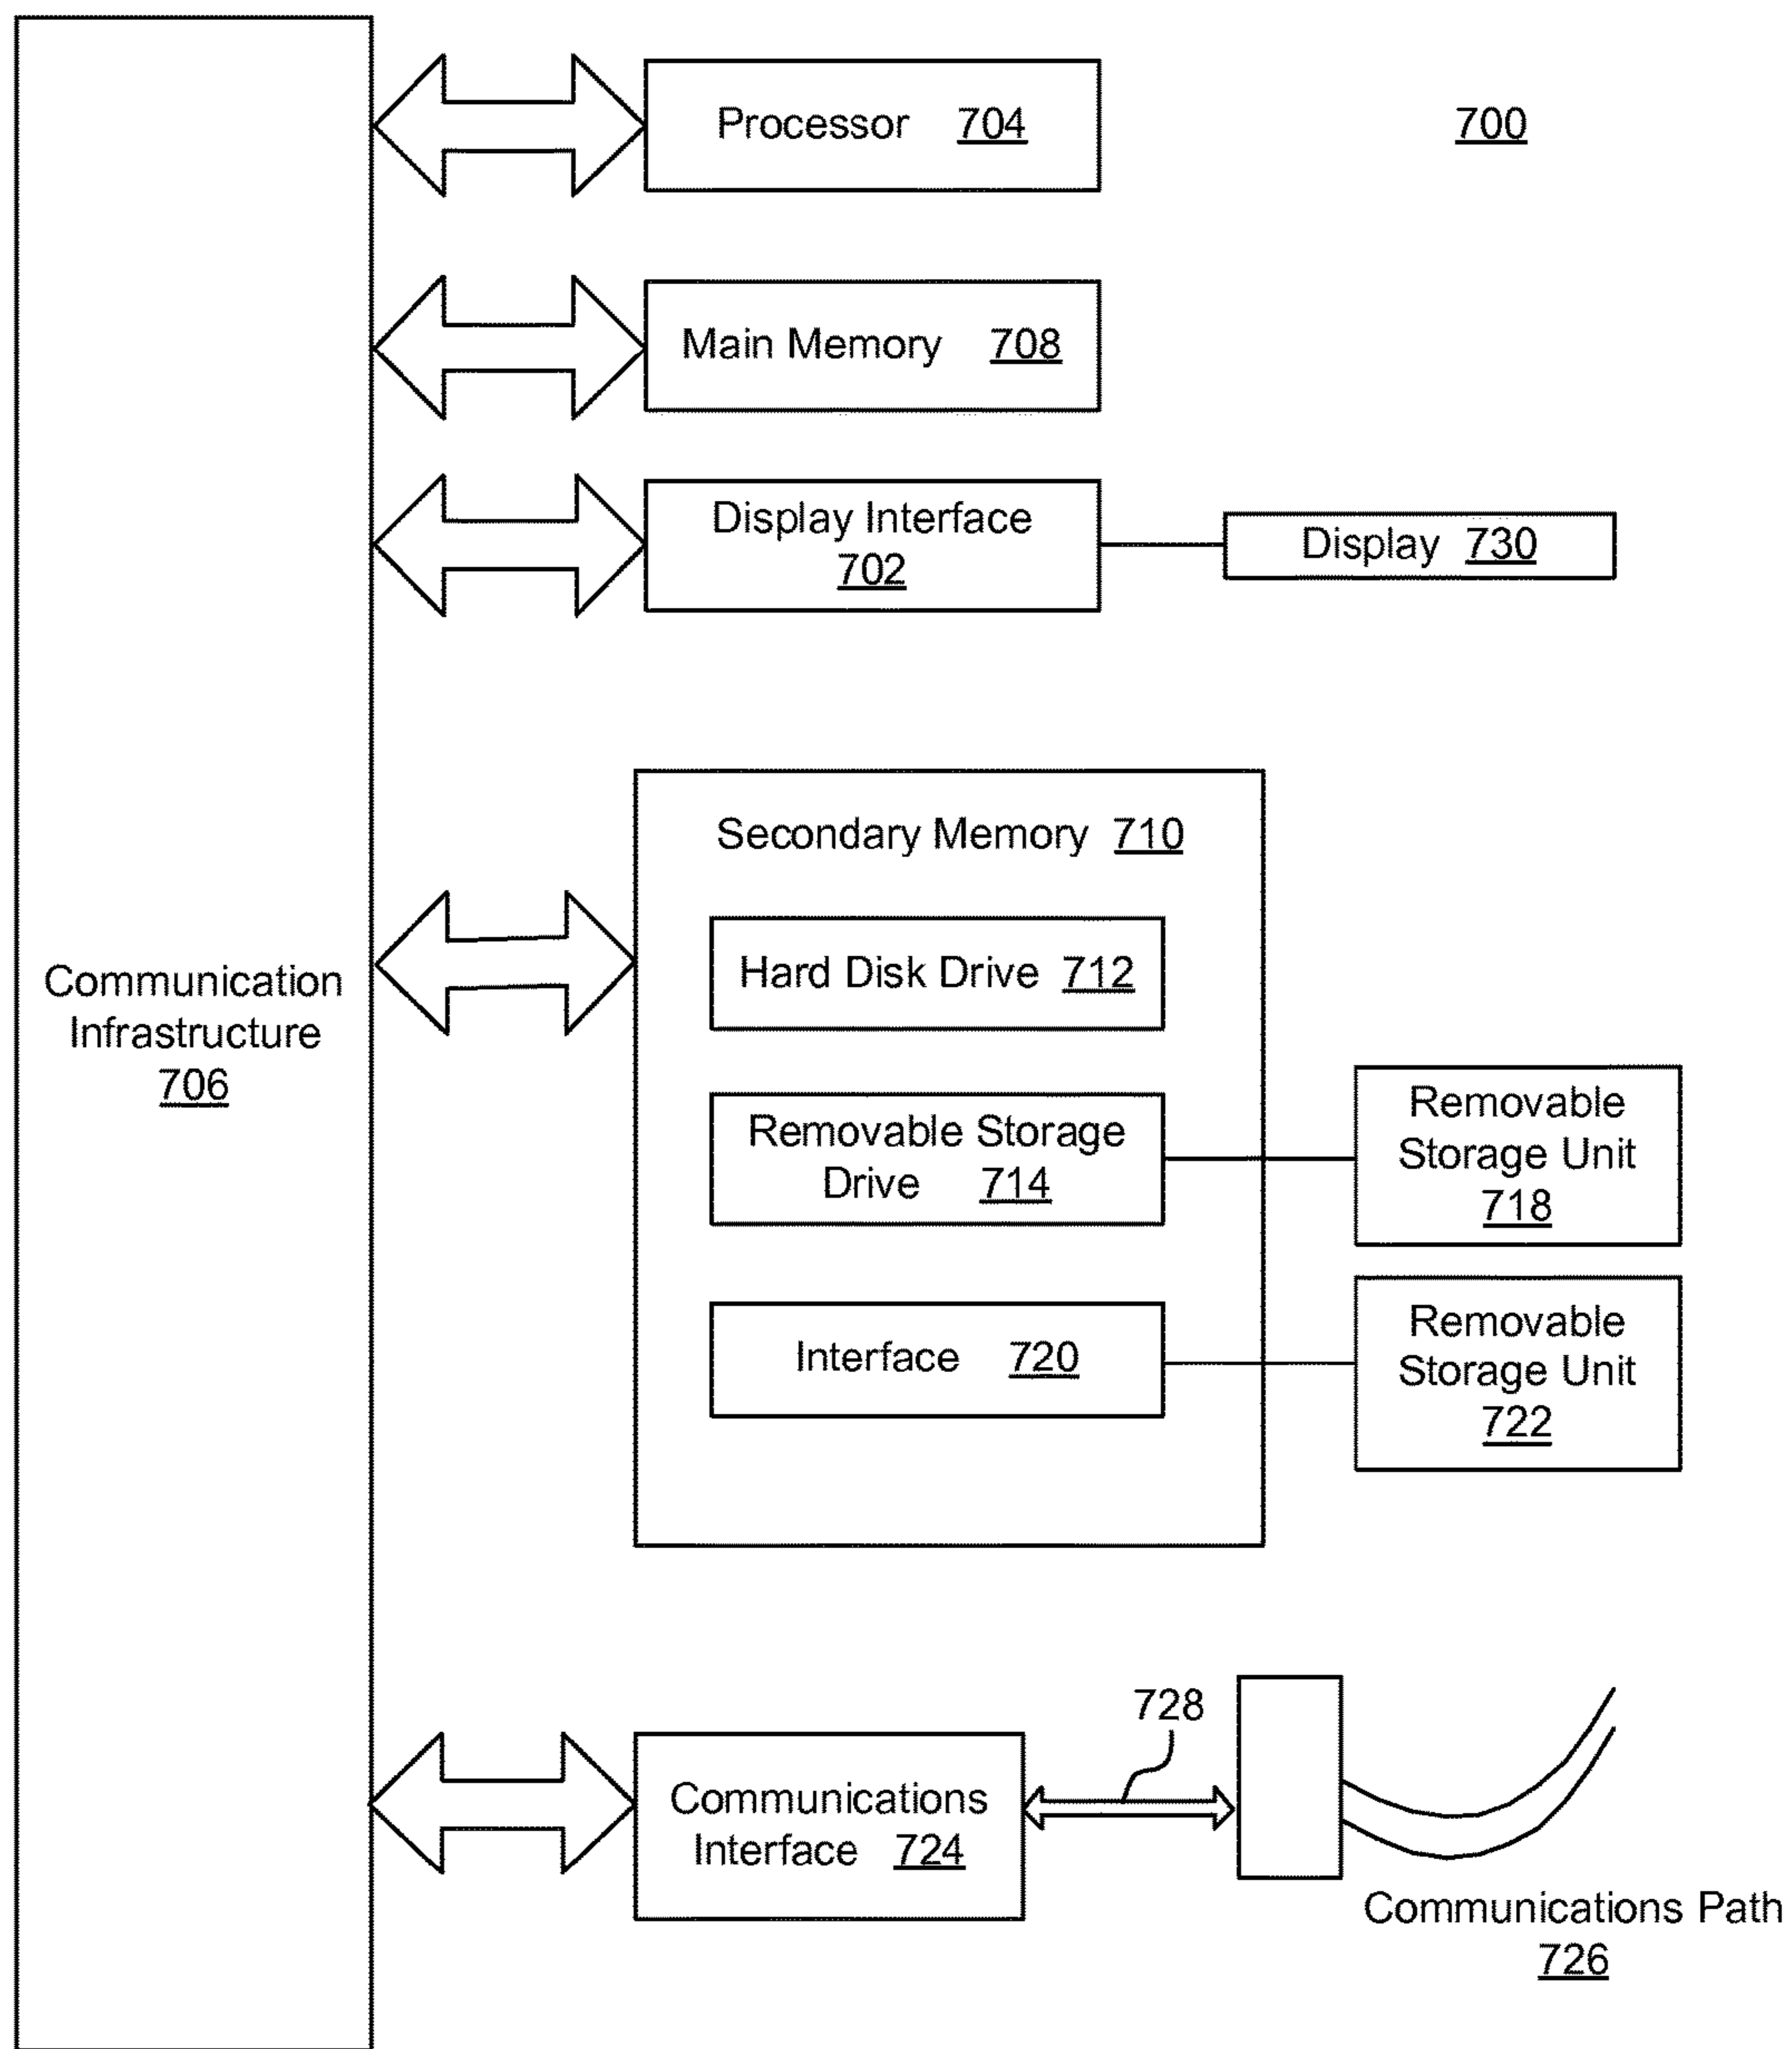 Processor 704
700
Main Memory 708
Display Interface
702
Display 730
Secondary Memory 710
Hard Disk Drive 712
Communication
Infrastructure
706
Removable Storage
Drive 714
Removable
Storage Unit
718
Interface 720
Removable
Storage Unit
722
728
Communications
Interface 724
Communications Path
726